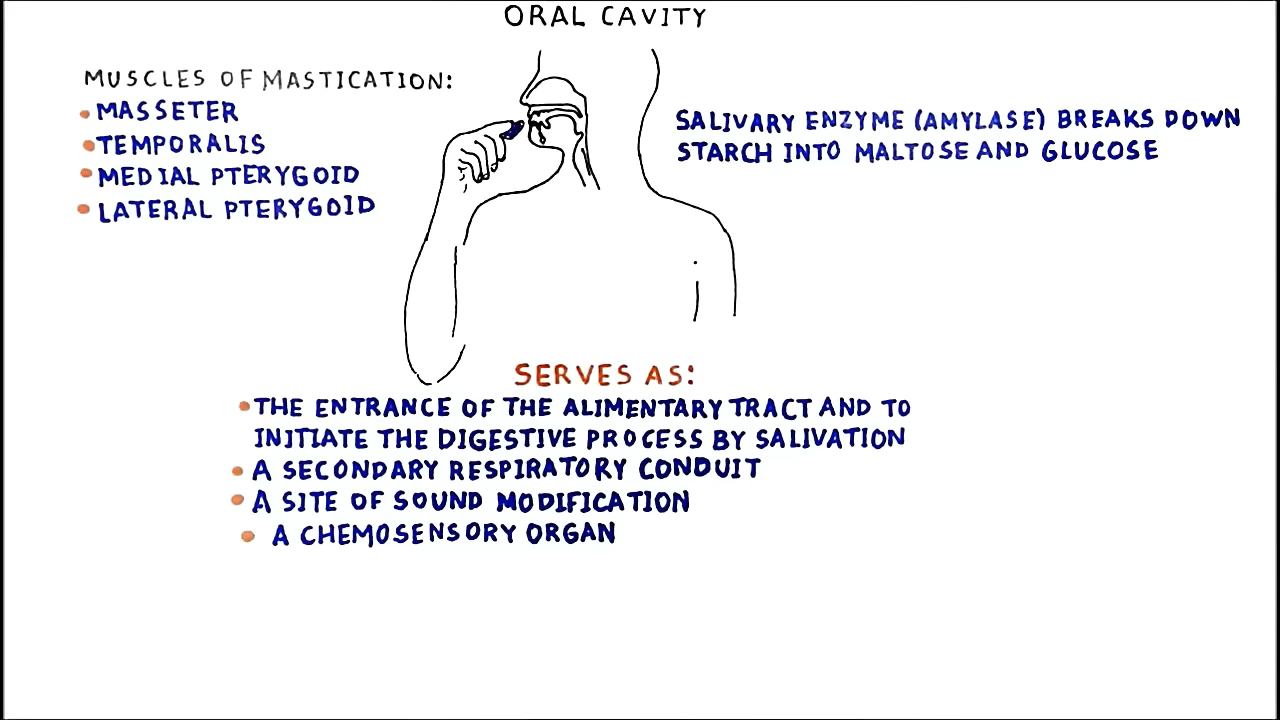 ORAL CAVITY
MUSCLES OF MASTICATION:
• MASSETER
• TEMPORALIS
• MEDIAL PTERYGOID
• LATERAL PTERYGOID
SALIVARY ENZYME (AMYLASE) BREAKS DOWN
STARCH INTO MALTOSE AND GLUCOSE
SERVES AS:
• THE ENTRANCE OF THE ALIMENTARY TRACT AND TO
INITIATE THE DIGESTIVE PROCESS BY SALIVATION
• A SECONDARY RESPIRATORY CONDUIT
• A SITE OF SOUND MODIFICATION
• A CHEMOSENSORY ORGAN